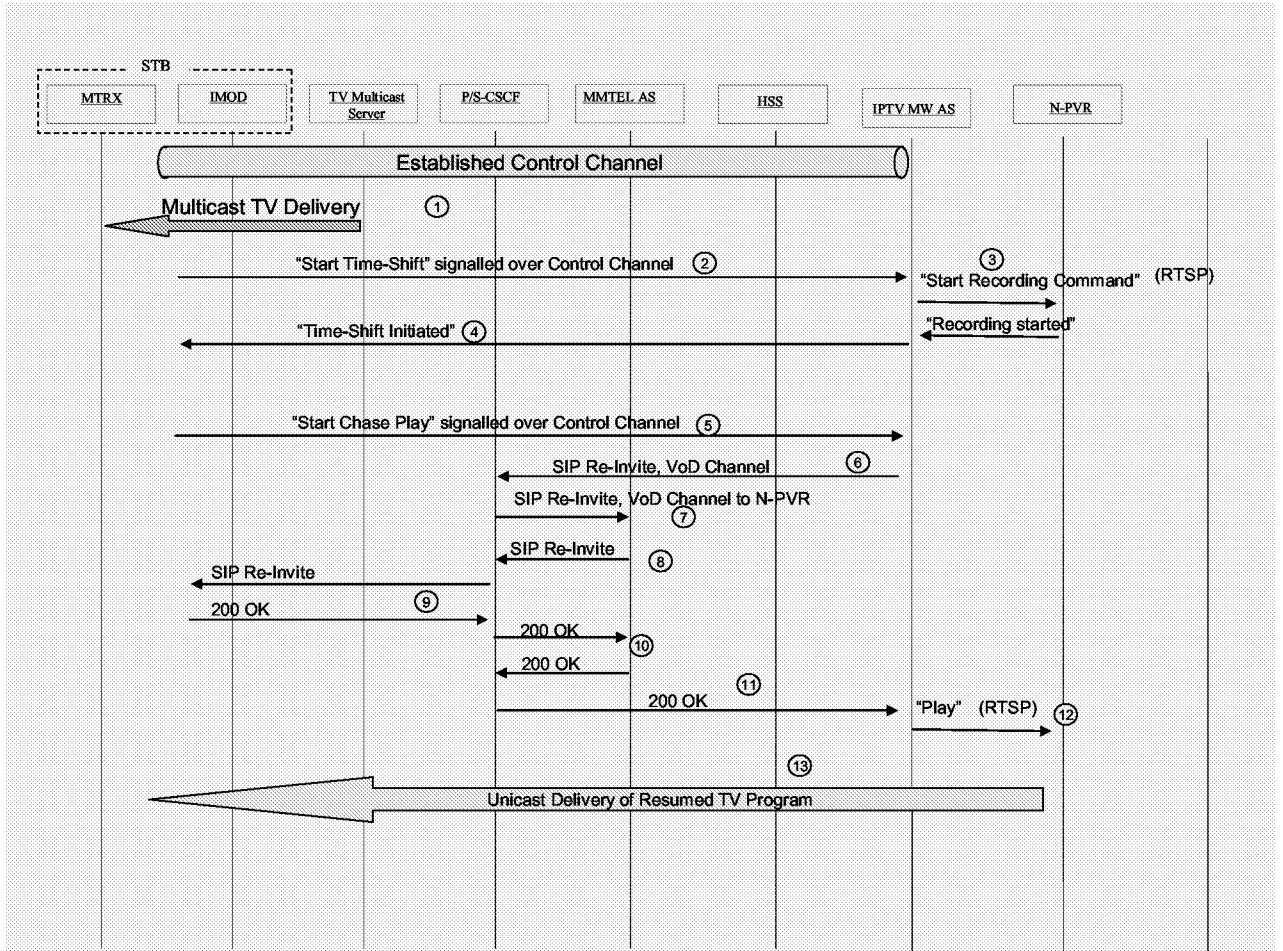 STB
MTRX
IMOD
TV Multicast
Server
P/S-CSCF
MMTEL AS
HSS
IPTV MW AS
N-PVR
Established Control Channel
Multicast TV Delivery
1
"Start Time-Shift" signalled over Control Channel
2
3
"Start Recording Command"
(RTSP)
"Recording started"
"Time-Shift Initiated"
4
"Start Chase Play" signalled over Control Channel
5
SIP Re-Invite, VoD Channel
6
SIP Re-Invite, VoD Channel to N-PVR
7
SIP Re-Invite
8
SIP Re-Invite
200 OK
9
200 OK
10
200 OK
11
200 OK
"Play" (RTSP)
12
13
Unicast Delivery of Resumed TV Program